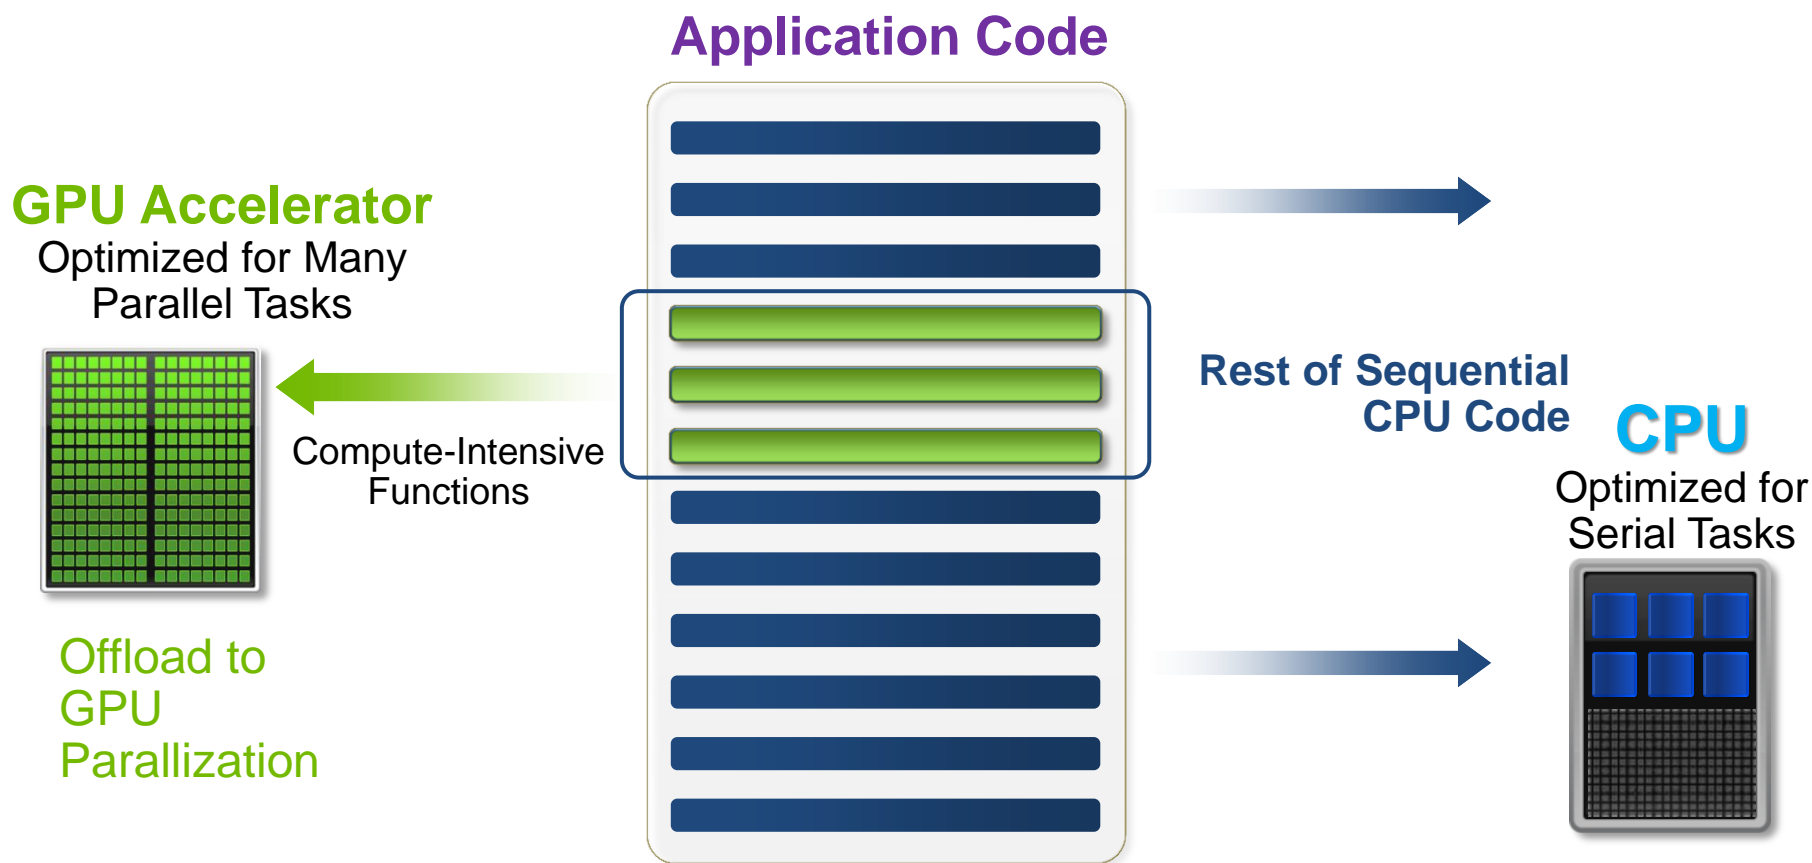 Application Code
GPU Accelerator
Optimized for Many
Parallel Tasks
Compute-Intensive
Functions
Offload to
GPU
Parallization
Rest of Sequential
CPU Code
CPU
Optimized for
Serial Tasks